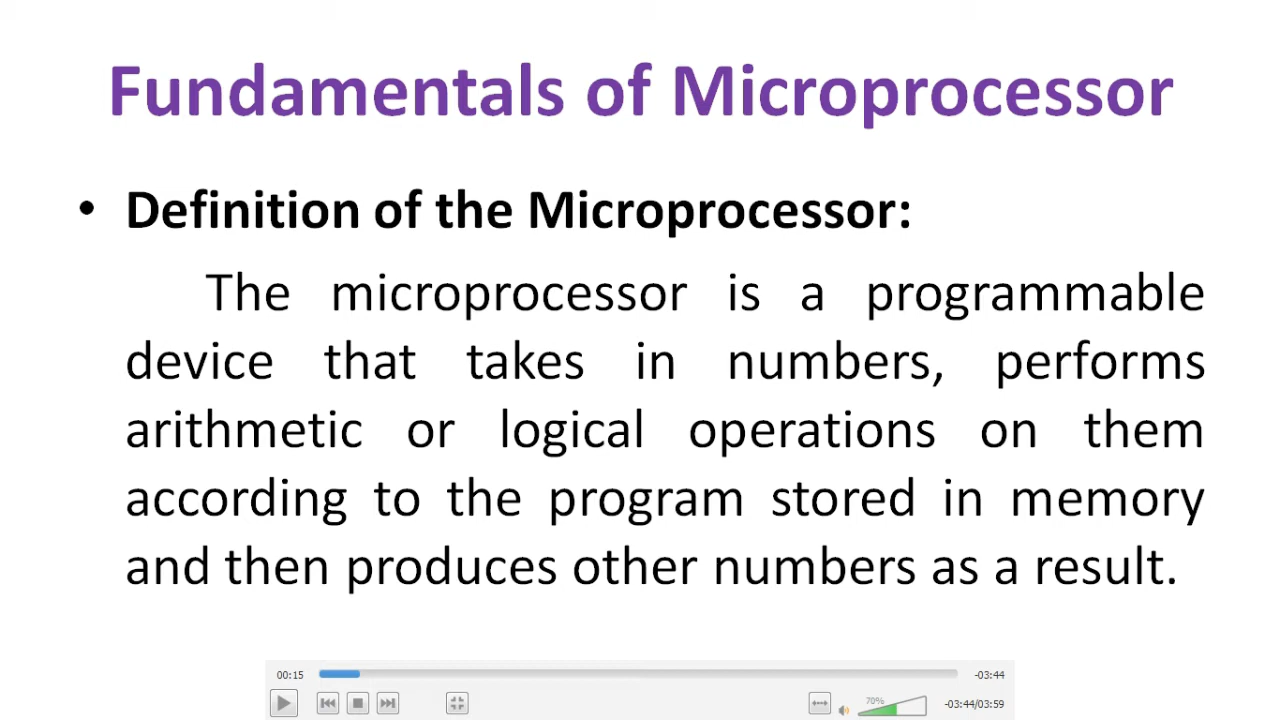 Fundamentals of Microprocessor
• Definition of the Microprocessor:
The microprocessor is a programmable
device that takes in numbers, performs
arithmetic or logical operations on them
according to the program stored in memory
and then produces other numbers as a result.
00:15 -03:44
70% -03:44/03:59